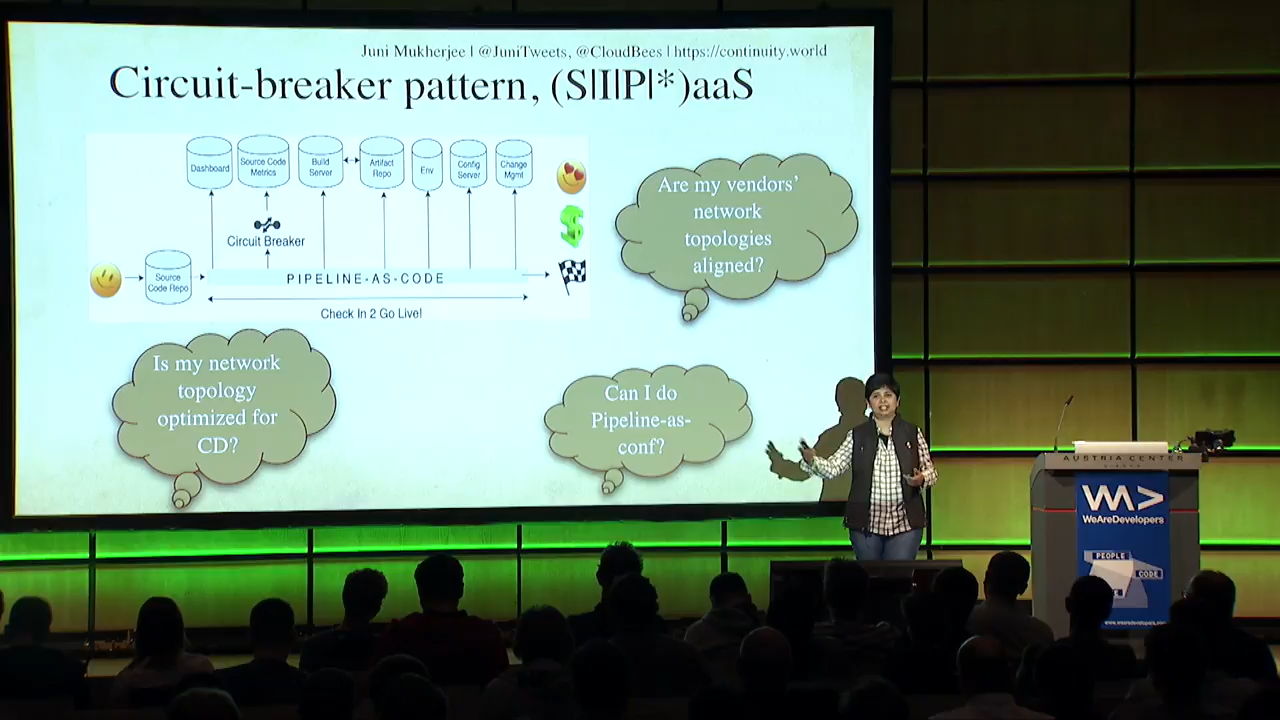 Juni Mukherjee | @JuniTweets, @CloudBees | https://continuity.world
Circuit-breaker pattern, (S|I|P|*)aaS
Dashboard
Source Code
Metrics
Build
Server
Artifact
Repo
Env
Config
Server
Change
Mgmt
Circuit Breaker
Source
Code Repo
PIPELINE-AS-CODE
Check In 2 Go Live!
Are my vendors'
network
topologies
aligned?
Is my network
topology
optimized for
CD?
Can I do
Pipeline-as-
conf?
AUSTRIA CENTER
WeAreDevelopers
PEOPLE
CODE